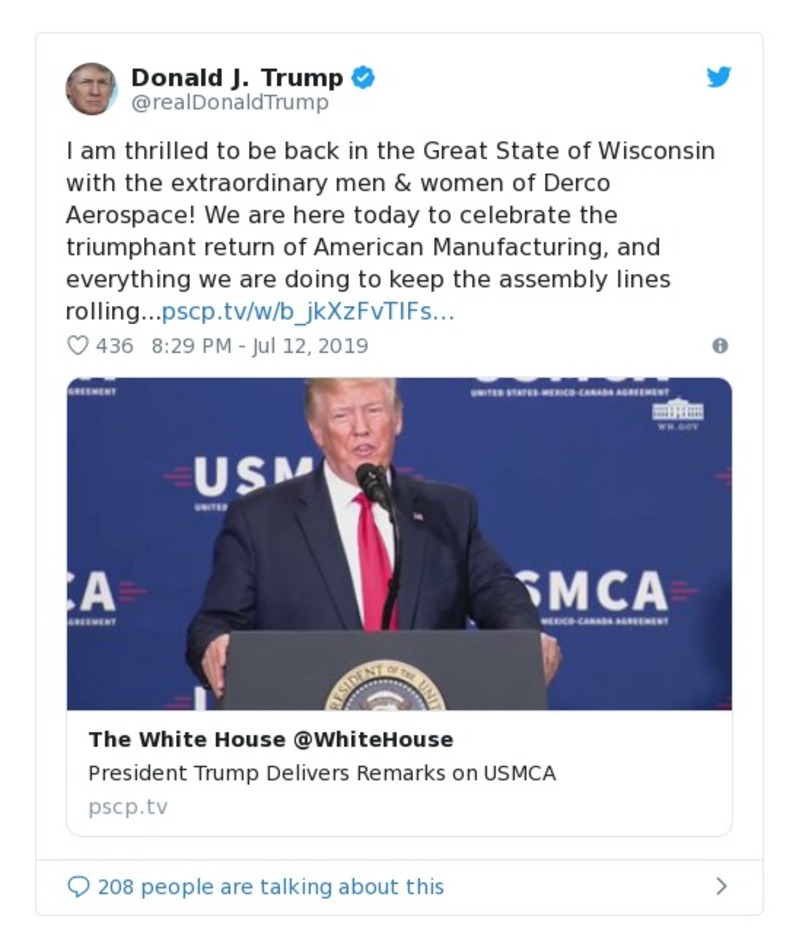 Donald J. Trump
@realDonaldTrump
I am thrilled to be back in the Great State of Wisconsin
with the extraordinary men & women of Derco
Aerospace! We are here today to celebrate the
triumphant return of American Manufacturing, and
everything we are doing to keep the assembly lines
rolling...pscp.tv/w/b_jkXzFvTlFs…
436 8:29 PM - Jul 12, 2019
GREEMENT
UNITED STATES-MEXICO-CANADA AGREEMENT
WH.GOV
USM
UNITED
CA
SMCA
GREEMENT
MEXICO-CANADA AGREEMENT
RESIDENT OF THE UNIT
The White House @WhiteHouse
President Trump Delivers Remarks on USMCA
pscp.tv
208 people are talking about this